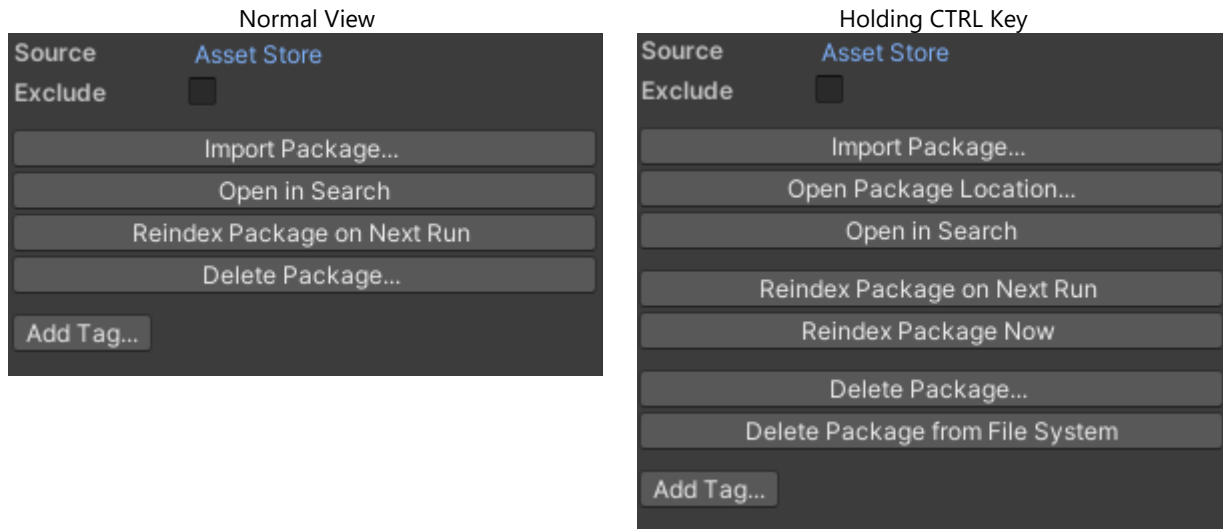 Normal View
Source Asset Store
Exclude
Import Package...
Open in Search
Reindex Package on Next Run
Delete Package...
Add Tag...
Holding CTRL Key
Source Asset Store
Exclude
Import Package...
Open Package Location...
Open in Search
Reindex Package on Next Run
Reindex Package Now
Delete Package...
Delete Package from File System
Add Tag...